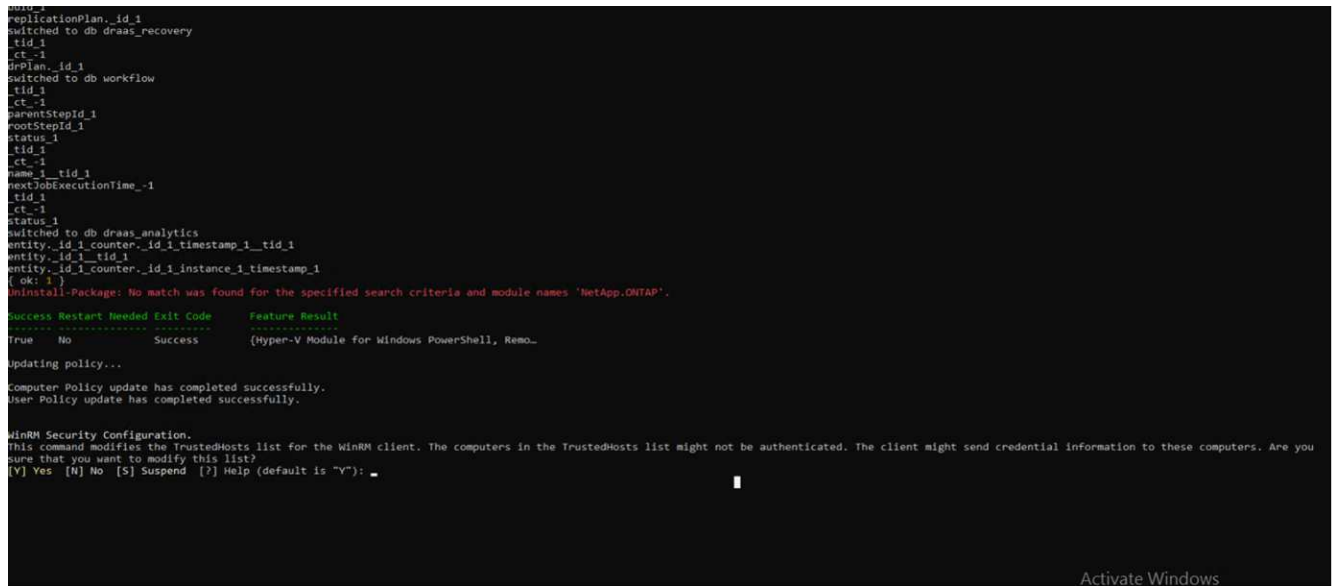 replicationPlan._id_1
switched to db draas_recovery
_tid_1
_ct_-1
drPlan._id_1
switched to db workflow
_tid_1
_ct_-1
parentStepId_1
rootStepId_1
status_1
_tid_1
_ct_-1
name_1__tid_1
nextJobExecutionTime_-1
_tid_1
_ct_-1
status_1
switched to db draas_analytics
entity._id_1_counter._id_1_timestamp_1__tid_1
entity._id_1__tid_1
entity._id_1_counter._id_1_instance_1_timestamp_1
{ ok: 1 }
Uninstall-Package: No match was found for the specified search criteria and module names 'NetApp.ONTAP'.
Success Restart Needed Exit Code Feature Result
------- -------------- --------- --------------
True No Success {Hyper-V Module for Windows PowerShell, Remo…
Updating policy...
Computer Policy update has completed successfully.
User Policy update has completed successfully.
WinRM Security Configuration.
This command modifies the TrustedHosts list for the WinRM client. The computers in the TrustedHosts list might not be authenticated. The client might send credential information to these computers. Are you
sure that you want to modify this list?
[Y] Yes [N] No [S] Suspend [?] Help (default is "Y"):
Activate Windows